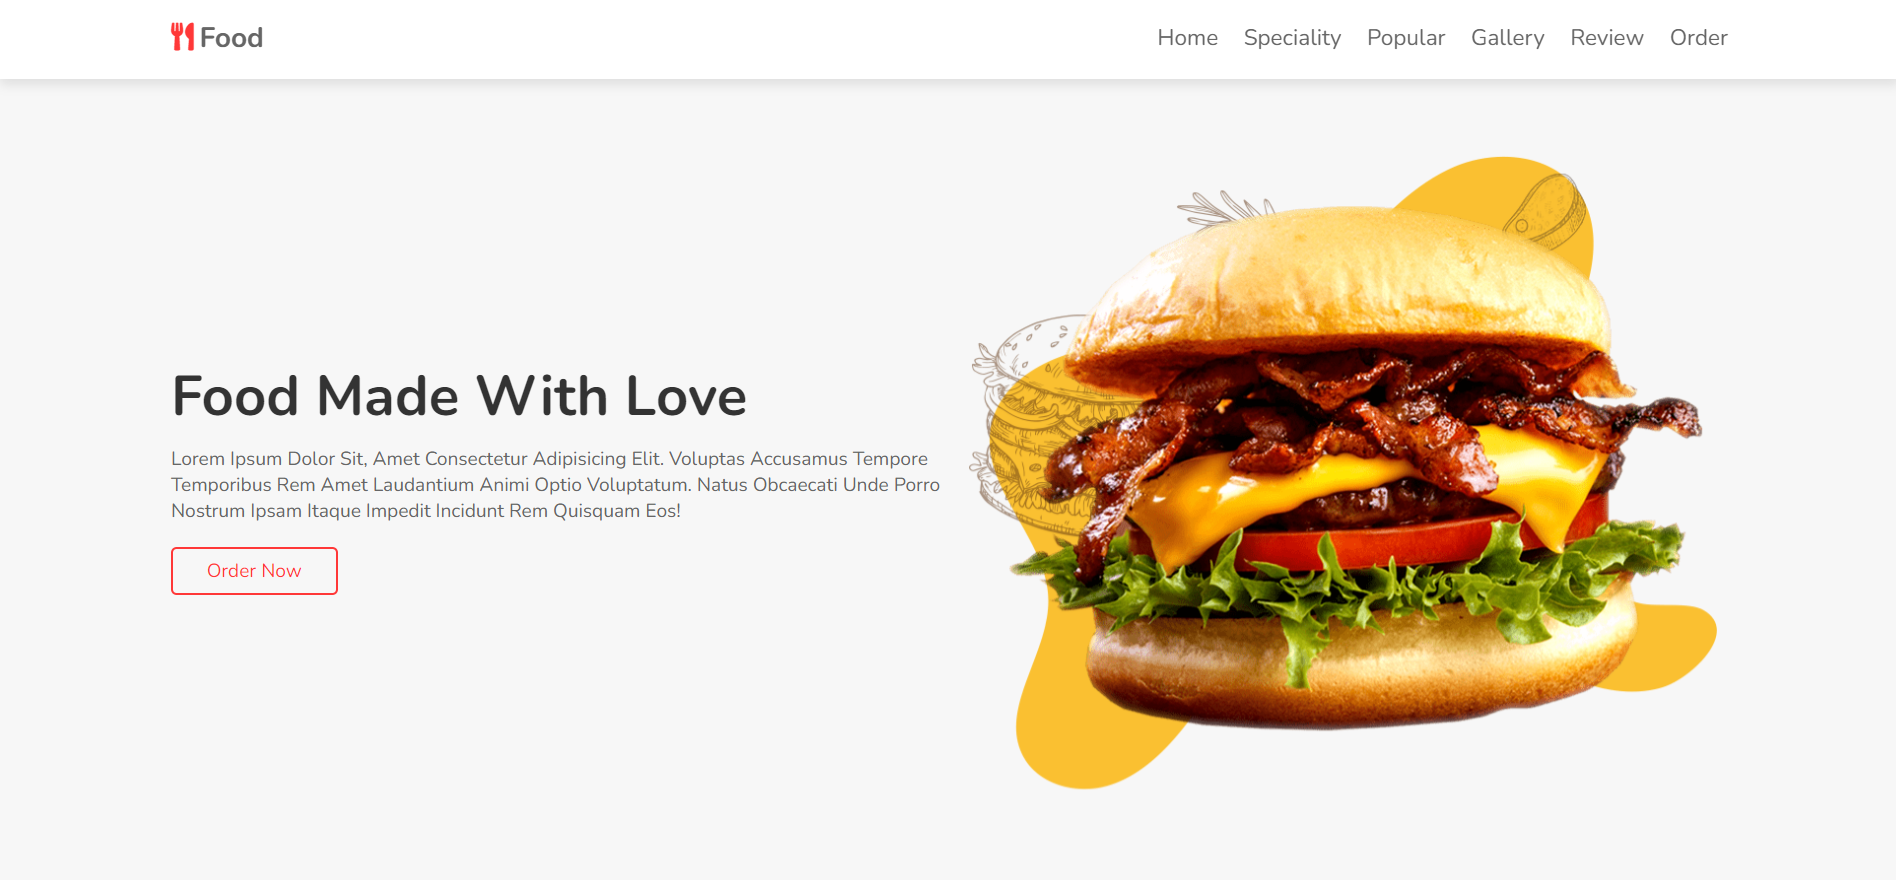 Food
Home Speciality Popular Gallery Review Order
Food Made With Love
Lorem Ipsum Dolor Sit, Amet Consectetur Adipisicing Elit. Voluptas Accusamus Tempore
Temporibus Rem Amet Laudantium Animi Optio Voluptatum. Natus Obcaecati Unde Porro
Nostrum Ipsam Itaque Impedit Incidunt Rem Quisquam Eos!
Order Now